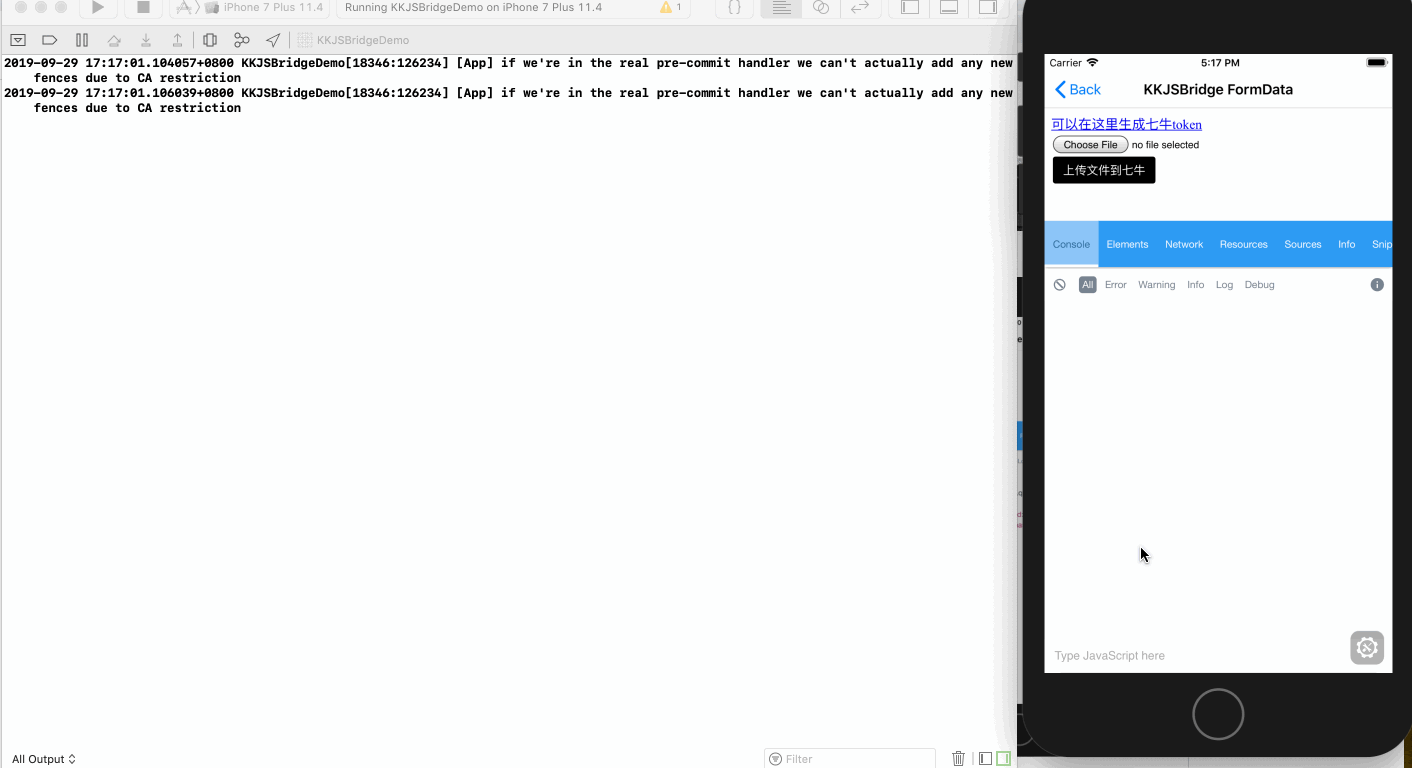 iPhone 7 Plus 11.4
Running KKJSBridgeDemo on iPhone 7 Plus 11.4
1
{}
KKJSBridgeDemo
2019-09-29 17:17:01.104057+0800 KKJSBridgeDemo[18346:126234] [App] if we're in the real pre-commit handler we can't actually add any new
fences due to CA restriction
2019-09-29 17:17:01.106039+0800 KKJSBridgeDemo[18346:126234] [App] if we're in the real pre-commit handler we can't actually add any new
fences due to CA restriction
All Output
Filter
Carrier
5:17 PM
Back
KKJSBridge FormData
可以在这里生成七牛token
Choose File no file selected
上传文件到七牛
Console Elements Network Resources Sources Info Snip
All Error Warning Info Log Debug
Type JavaScript here